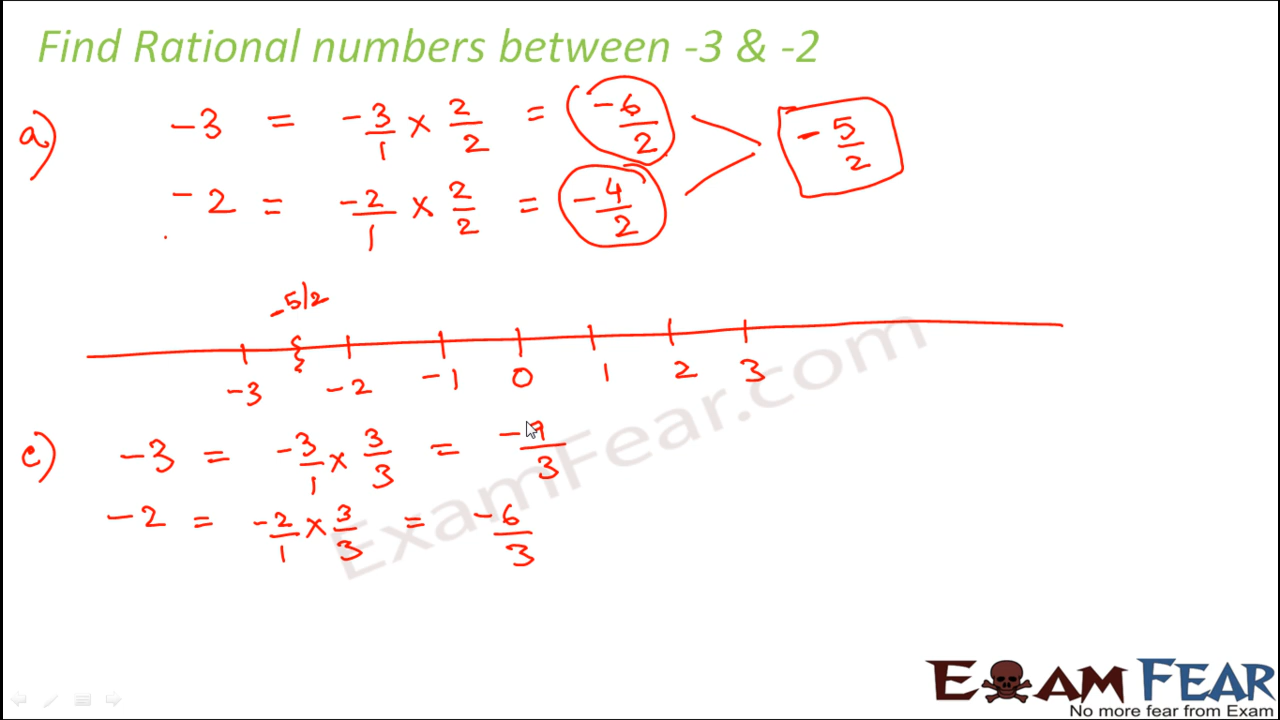 Find Rational numbers between -3 & -2
a) -3 = -3/1 × 2/2 = -6/2
-5/2
-2 = -2/1 × 2/2 = -4/2
-5/2
-3 -2 -1 0 1 2 3
c) -3 = -3/1 × 3/3 = -9/3
-2 = -2/1 × 3/3 = -6/3
ExamFear.com
EXAM FEAR
No more fear from Exam